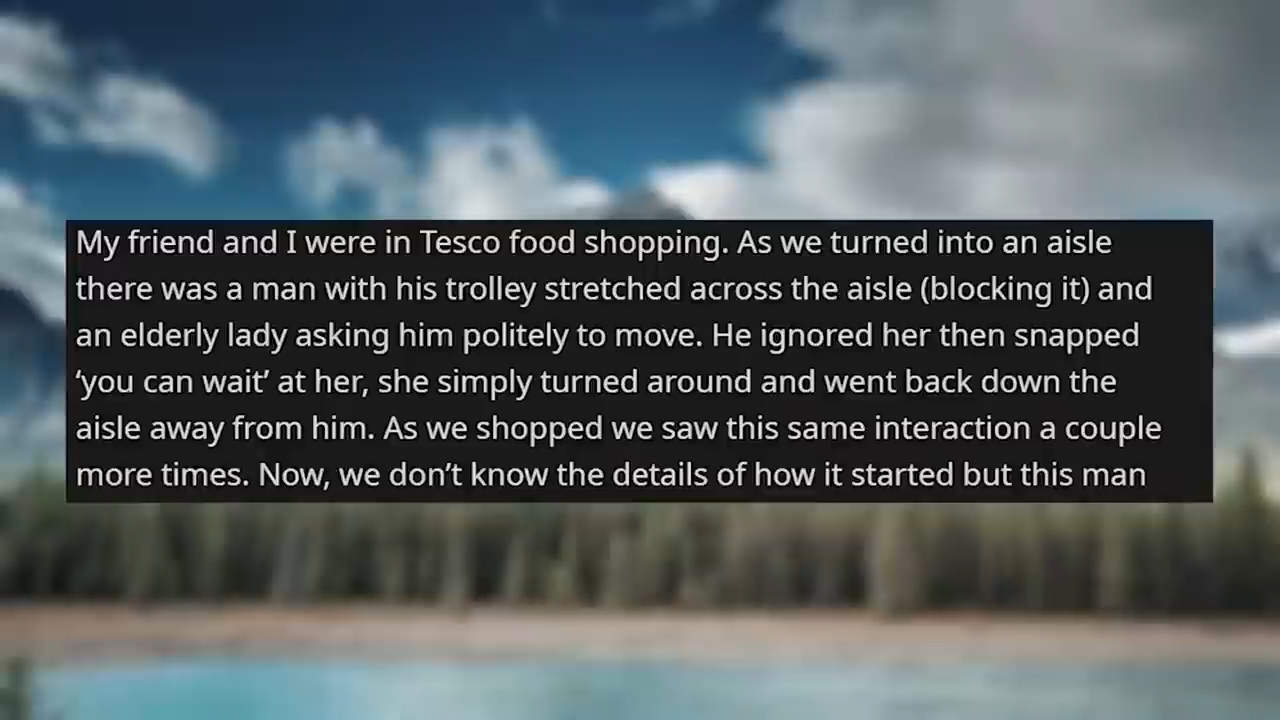 My friend and I were in Tesco food shopping. As we turned into an aisle
there was a man with his trolley stretched across the aisle (blocking it) and
an elderly lady asking him politely to move. He ignored her then snapped
‘you can wait’ at her, she simply turned around and went back down the
aisle away from him. As we shopped we saw this same interaction a couple
more times. Now, we don’t know the details of how it started but this man